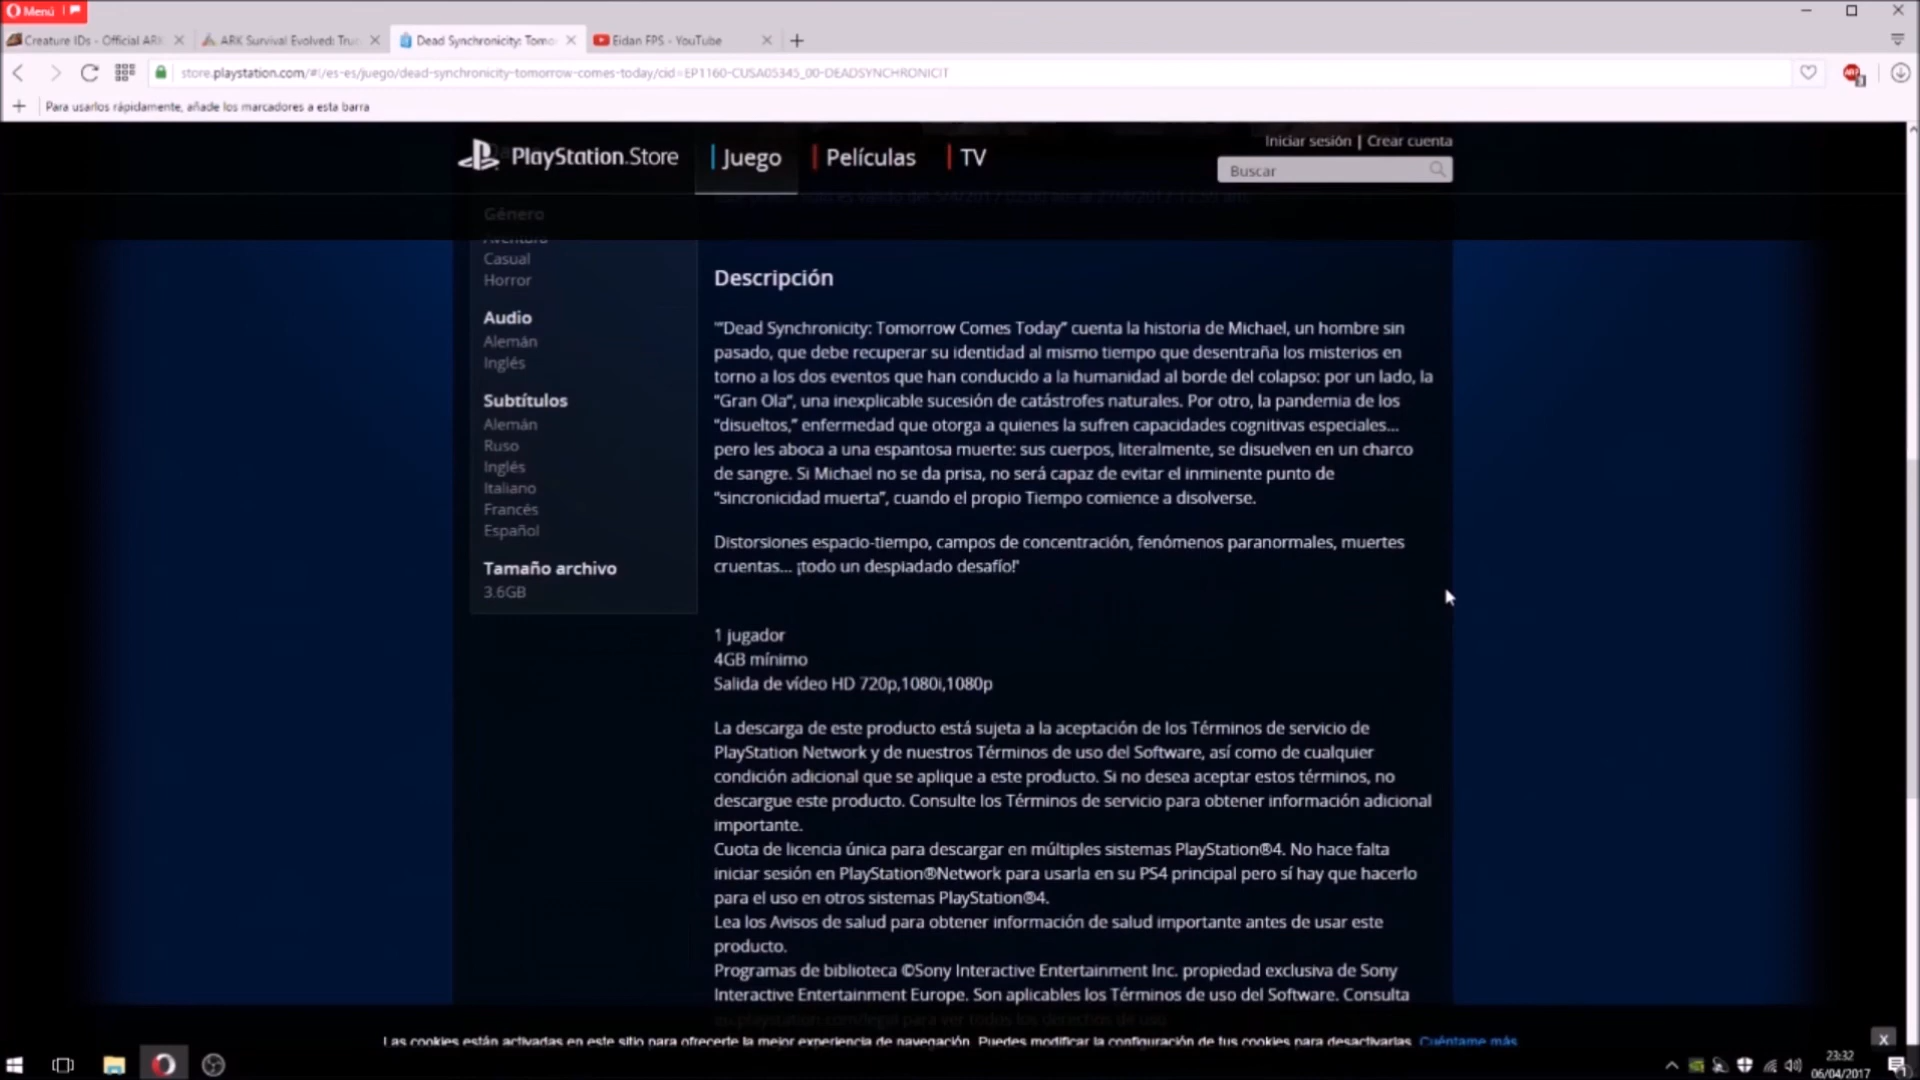 Menú
Creature IDs - Official ARK
ARK Survival Evolved: Truc
Dead Synchronicity: Tomo
Eidan FPS - YouTube
store.playstation.com/#!/es-es/juego/dead-synchronicity-tomorrow-comes-today/cid=EP1160-CUSA05345_00-DEADSYNCHRONICIT
Para usarlos rápidamente, añade los marcadores a esta barra
PlayStation.Store
Juego
Películas
TV
Iniciar sesión | Crear cuenta
Buscar
Género
Aventura
Casual
Horror
Audio
Alemán
Inglés
Subtítulos
Alemán
Ruso
Inglés
Italiano
Francés
Español
Tamaño archivo
3.6GB
Descripción
"“Dead Synchronicity: Tomorrow Comes Today” cuenta la historia de Michael, un hombre sin
pasado, que debe recuperar su identidad al mismo tiempo que desentraña los misterios en
torno a los dos eventos que han conducido a la humanidad al borde del colapso: por un lado, la
“Gran Ola”, una inexplicable sucesión de catástrofes naturales. Por otro, la pandemia de los
“disueltos,” enfermedad que otorga a quienes la sufren capacidades cognitivas especiales...
pero les aboca a una espantosa muerte: sus cuerpos, literalmente, se disuelven en un charco
de sangre. Si Michael no se da prisa, no será capaz de evitar el inminente punto de
“sincronicidad muerta”, cuando el propio Tiempo comience a disolverse.
Distorsiones espacio-tiempo, campos de concentración, fenómenos paranormales, muertes
cruentas... ¡todo un despiadado desafío!"
1 jugador
4GB mínimo
Salida de vídeo HD 720p,1080i,1080p
La descarga de este producto está sujeta a la aceptación de los Términos de servicio de
PlayStation Network y de nuestros Términos de uso del Software, así como de cualquier
condición adicional que se aplique a este producto. Si no desea aceptar estos términos, no
descargue este producto. Consulte los Términos de servicio para obtener información adicional
importante.
Cuota de licencia única para descargar en múltiples sistemas PlayStation®4. No hace falta
iniciar sesión en PlayStation®Network para usarla en su PS4 principal pero sí hay que hacerlo
para el uso en otros sistemas PlayStation®4.
Lea los Avisos de salud para obtener información de salud importante antes de usar este
producto.
Programas de biblioteca ©Sony Interactive Entertainment Inc. propiedad exclusiva de Sony
Interactive Entertainment Europe. Son aplicables los Términos de uso del Software. Consulta
eu.playstation.com/legal para ver todos los derechos de uso
Las cookies están activadas en este sitio para ofrecerte la mejor experiencia de navegación. Puedes modificar la configuración de tus cookies para desactivarlas. Cuéntame más
x
23:32
06/04/2017